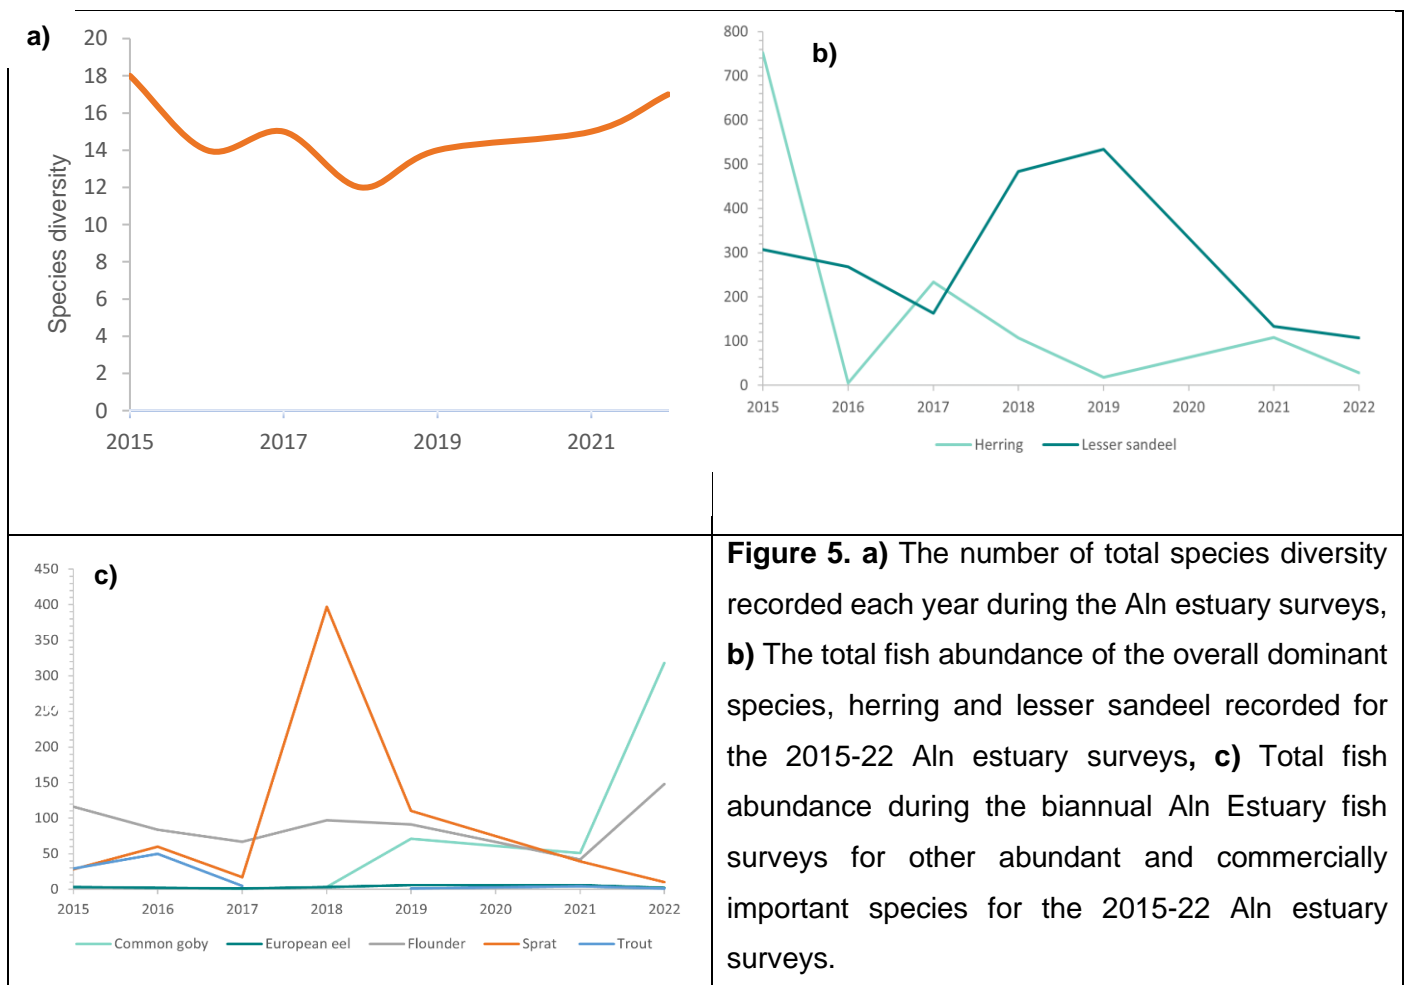 a)
20
18
16
14
12
10
8
6
4
2
0
Species diversity
2015 2017 2019 2021
b)
800
700
600
500
400
300
200
100
0
2015 2016 2017 2018 2019 2020 2021 2022
Herring Lesser sandeel
c)
450
400
350
300
250
200
150
100
50
0
2015 2016 2017 2018 2019 2020 2021 2022
Common goby European eel Flounder Sprat Trout
Figure 5. a) The number of total species diversity
recorded each year during the Aln estuary surveys,
b) The total fish abundance of the overall dominant
species, herring and lesser sandeel recorded for
the 2015-22 Aln estuary surveys, c) Total fish
abundance during the biannual Aln Estuary fish
surveys for other abundant and commercially
important species for the 2015-22 Aln estuary
surveys.